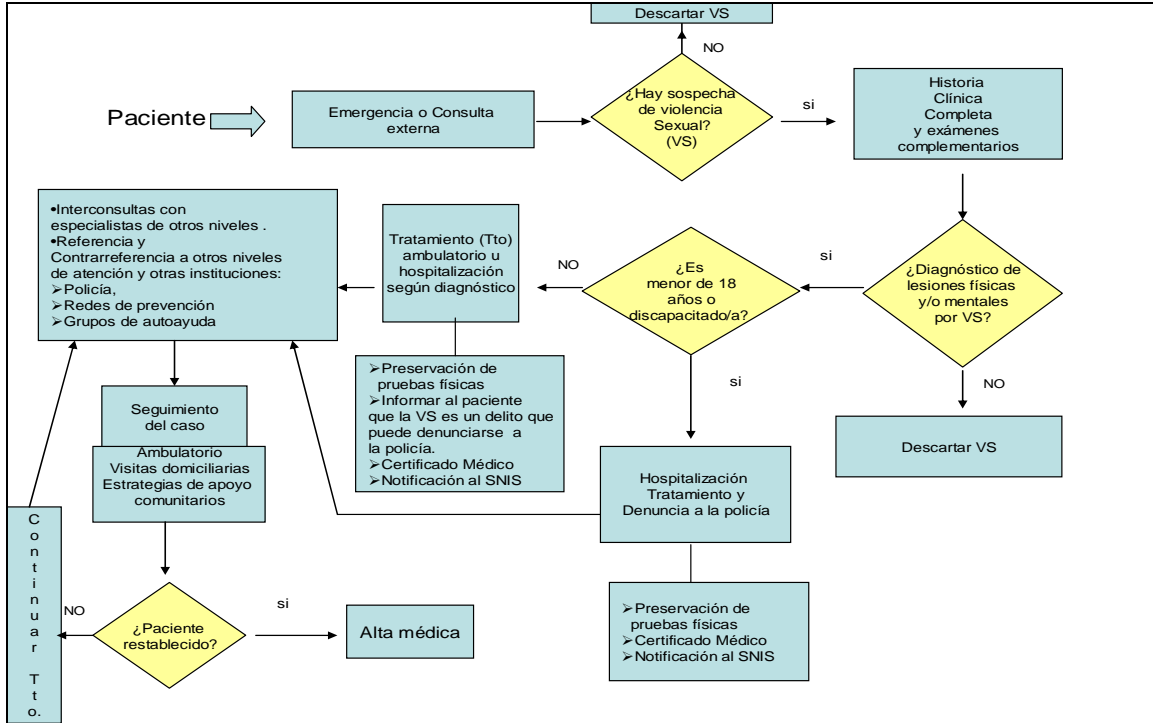 Descartar VS
NO
Paciente
Emergencia o Consulta
externa
¿Hay sospecha
de violencia
Sexual?
(VS)
si
Historia
Clínica
Completa
y exámenes
complementarios
•Interconsultas con
especialistas de otros niveles .
•Referencia y
Contrarreferencia a otros niveles
de atención y otras instituciones:
➢Policía,
➢Redes de prevención
➢Grupos de autoayuda
Tratamiento (Tto)
ambulatorio u
hospitalización
según diagnóstico
NO
¿Es
menor de 18
años o
discapacitado/a?
si
¿Diagnóstico de
lesiones físicas
y/o mentales
por VS?
➢Preservación de
pruebas físicas
➢Informar al paciente
que la VS es un delito que
puede denunciarse a
la policía.
➢Certificado Médico
➢Notificación al SNIS
si
NO
Descartar VS
Seguimiento
del caso
Ambulatorio
Visitas domiciliarias
Estrategias de apoyo
comunitarios
Hospitalización
Tratamiento y
Denuncia a la policía
Continuar Tto.
NO
¿Paciente
restablecido?
si
Alta médica
➢Preservación de
pruebas físicas
➢Certificado Médico
➢Notificación al SNIS